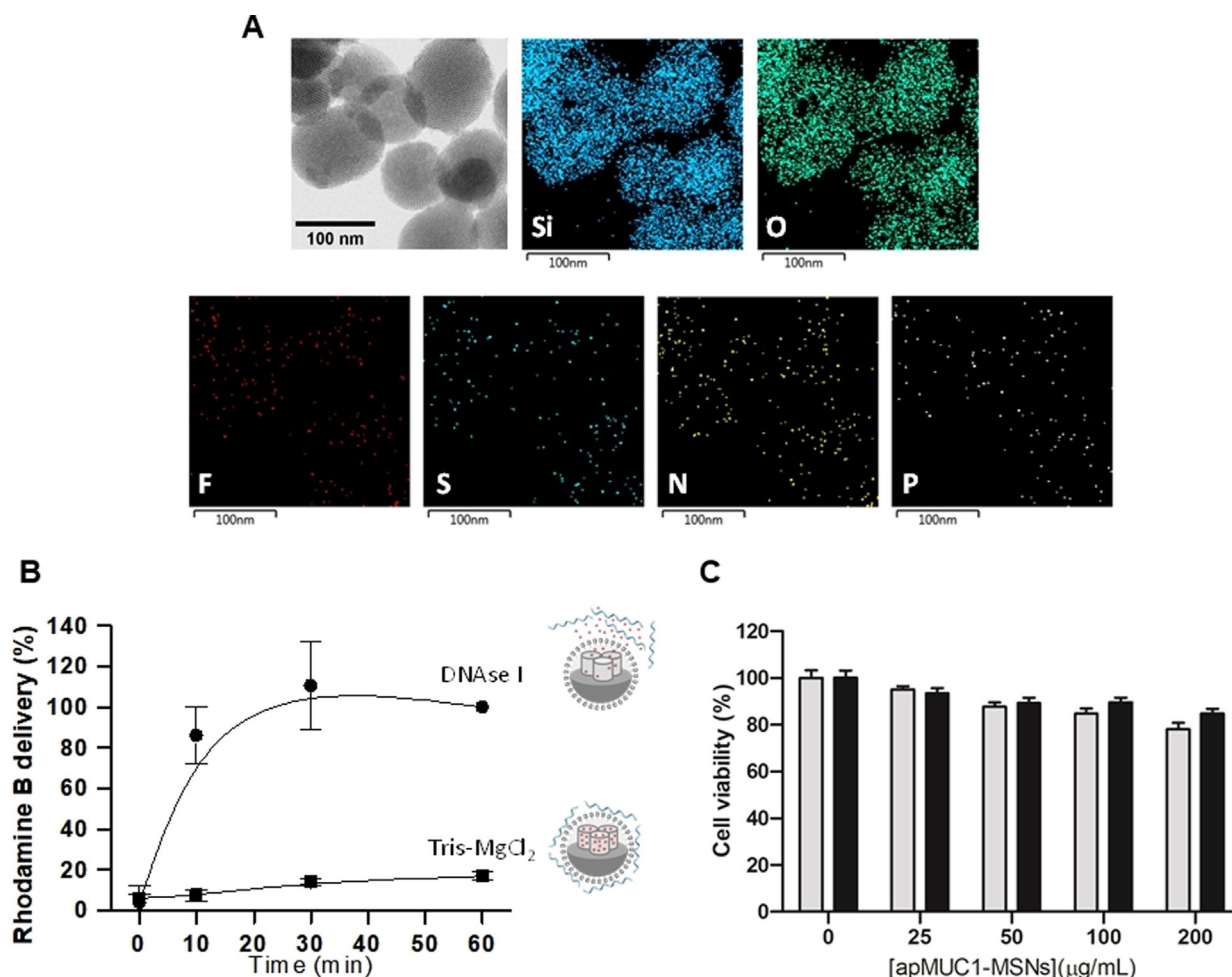 A
100 nm
Si
100nm
O
100nm
F
100nm
S
100nm
N
100nm
P
100nm
B
Rhodamine B delivery (%)
140
120
100
80
60
40
20
0
DNAse I
Tris-MgCl₂
0 10 20 30 40 50 60
Time (min)
C
Cell viability (%)
120
100
80
60
40
20
0
0 25 50 100 200
[apMUC1-MSNs](μg/mL)